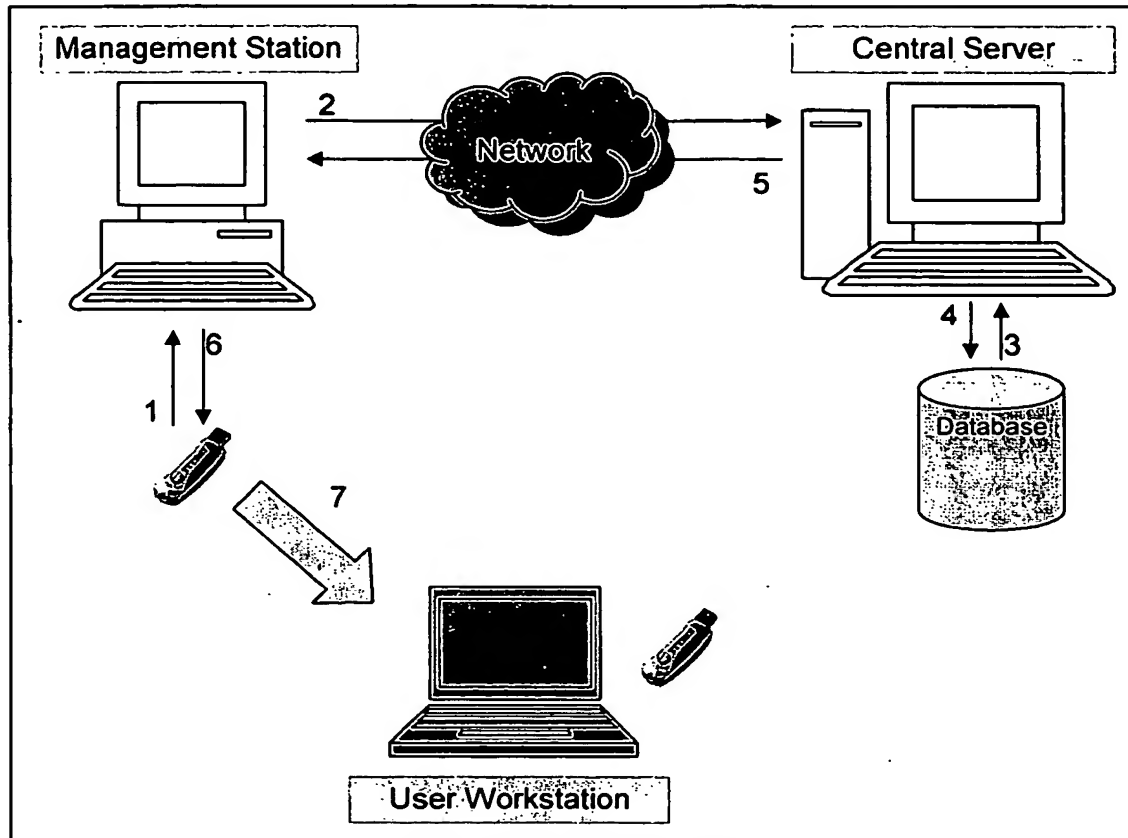 Management Station
Central Server
2
Network
5
4
3
6
1
Database
7
User Workstation